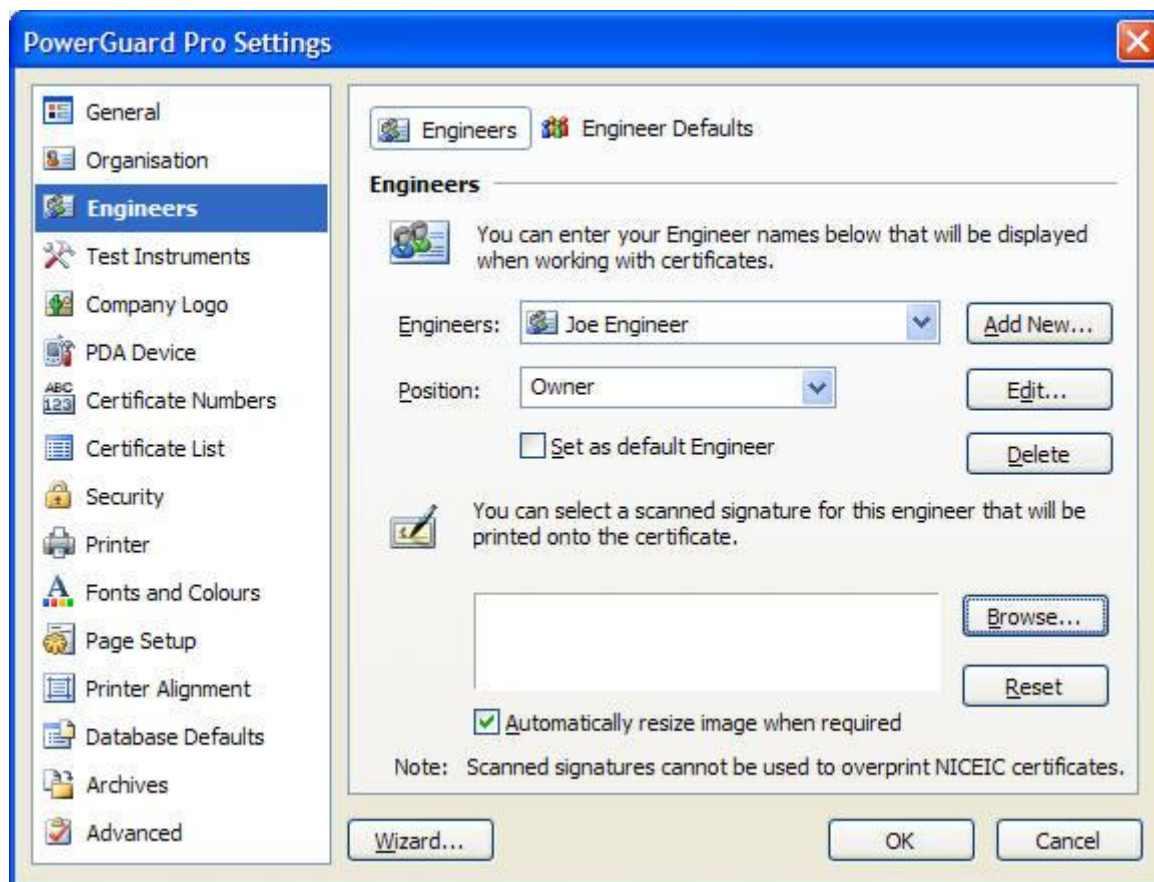 PowerGuard Pro Settings
General
Organisation
Engineers
Test Instruments
Company Logo
PDA Device
ABC
123
Certificate Numbers
Certificate List
Security
Printer
A
Fonts and Colours
Page Setup
Printer Alignment
Database Defaults
Archives
Advanced
Engineers
Engineer Defaults
Engineers
You can enter your Engineer names below that will be displayed
when working with certificates.
Engineers:
Joe Engineer
Add New...
Position:
Owner
Edit...
Set as default Engineer
Delete
You can select a scanned signature for this engineer that will be
printed onto the certificate.
Browse...
Reset
Automatically resize image when required
Note: Scanned signatures cannot be used to overprint NICEIC certificates.
Wizard...
OK
Cancel